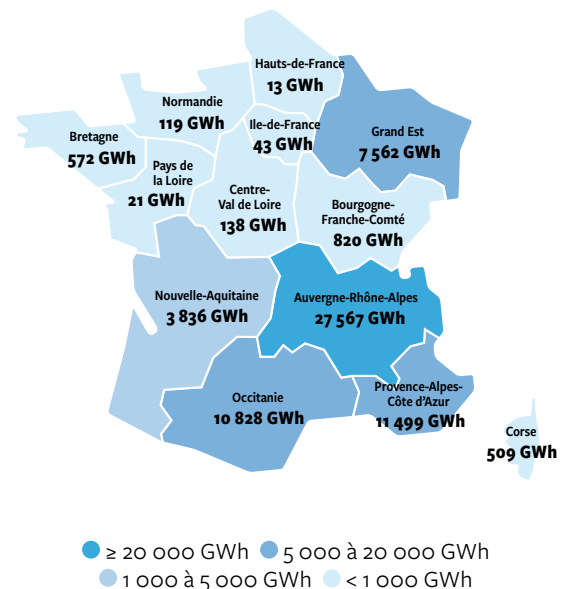 Hauts-de-France
13 GWh
Normandie
119 GWh
Ile-de-France
43 GWh
Grand Est
7 562 GWh
Bretagne
572 GWh
Pays de
la Loire
21 GWh
Centre-
Val de Loire
138 GWh
Bourgogne-
Franche-Comté
820 GWh
Nouvelle-Aquitaine
3 836 GWh
Auvergne-Rhône-Alpes
27 567 GWh
Occitanie
10 828 GWh
Provence-Alpes-
Côte d'Azur
11 499 GWh
Corse
509 GWh
≥ 20 000 GWh 5 000 à 20 000 GWh
1 000 à 5 000 GWh < 1 000 GWh